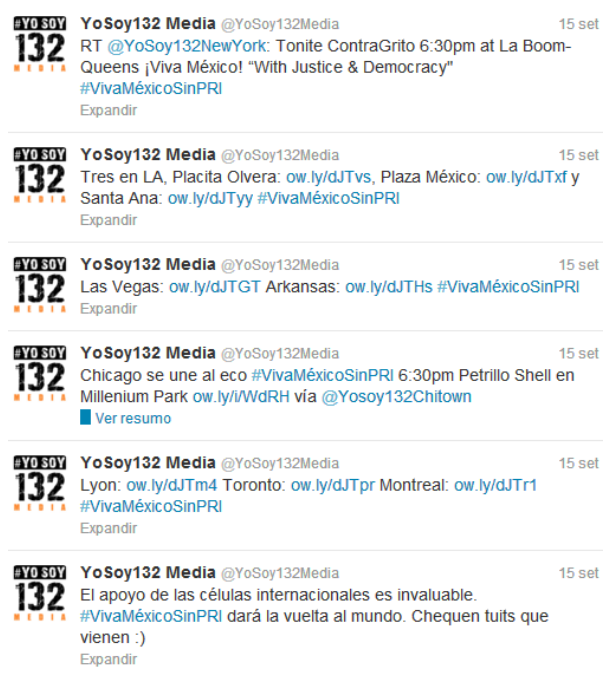 #YO SOY
132
MEDIA
YoSoy132 Media @YoSoy132Media 15 set
RT @YoSoy132NewYork: Tonite ContraGrito 6:30pm at La Boom-
Queens ¡Viva México! “With Justice & Democracy"
#VivaMéxicoSinPRI
Expandir
#YO SOY
132
MEDIA
YoSoy132 Media @YoSoy132Media 15 set
Tres en LA, Placita Olvera: ow.ly/dJTvs, Plaza México: ow.ly/dJTxf y
Santa Ana: ow.ly/dJTyy #VivaMéxicoSinPRI
Expandir
#YO SOY
132
MEDIA
YoSoy132 Media @YoSoy132Media 15 set
Las Vegas: ow.ly/dJTGT Arkansas: ow.ly/dJTHs #VivaMéxicoSinPRI
Expandir
#YO SOY
132
MEDIA
YoSoy132 Media @YoSoy132Media 15 set
Chicago se une al eco #VivaMéxicoSinPRI 6:30pm Petrillo Shell en
Millenium Park ow.ly/i/WdRH vía @Yosoy132Chitown
Ver resumo
#YO SOY
132
MEDIA
YoSoy132 Media @YoSoy132Media 15 set
Lyon: ow.ly/dJTm4 Toronto: ow.ly/dJTpr Montreal: ow.ly/dJTr1
#VivaMéxicoSinPRI
Expandir
#YO SOY
132
MEDIA
YoSoy132 Media @YoSoy132Media 15 set
El apoyo de las células internacionales es invaluable.
#VivaMéxicoSinPRI dará la vuelta al mundo. Chequen tuits que
vienen :)
Expandir